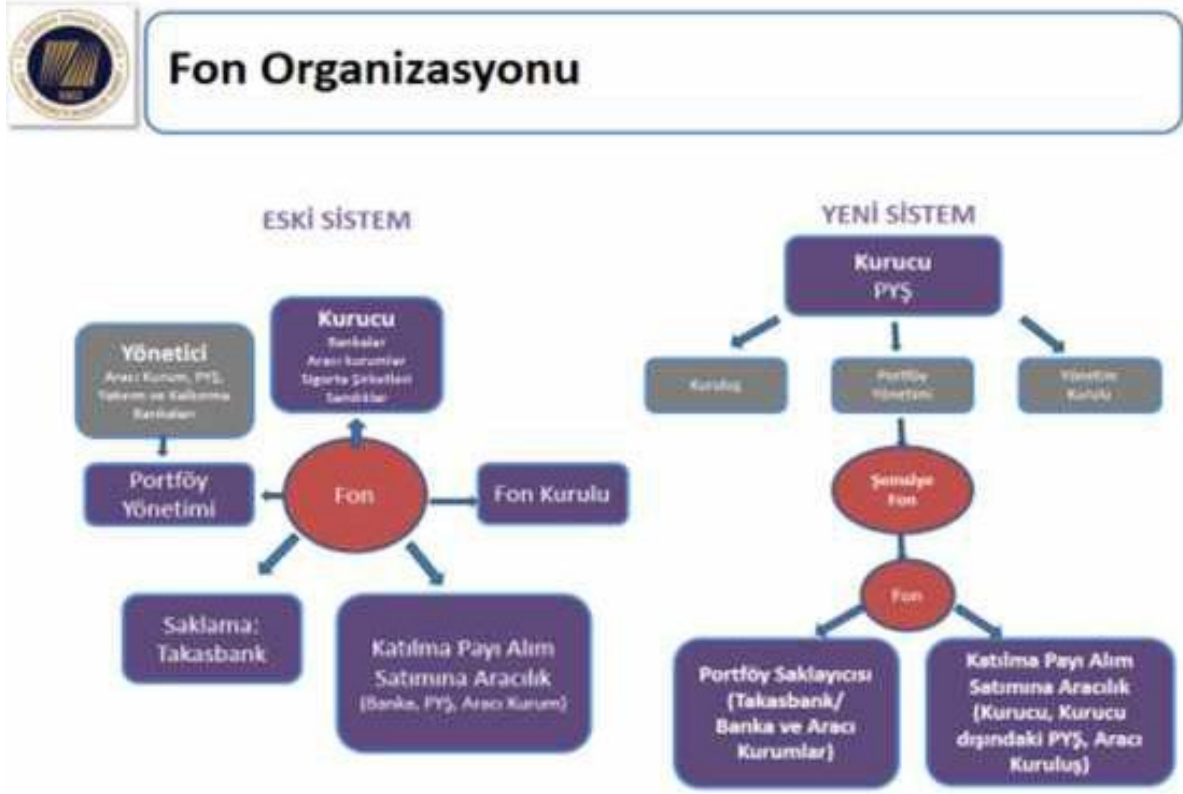 Fon Organizasyonu
ESKİ SİSTEM
Kurucu
Bankalar
Aracı kurumlar
Sigorta Şirketleri
Sandıklar
Yönetici
Aracı Kurum, PYŞ,
Yatırım ve Kalkınma
Bankaları
Portföy
Yönetimi
Fon
Fon Kurulu
Saklama:
Takasbank
Katılma Payı Alım
Satımına Aracılık
(Banka, PYŞ, Aracı Kurum)
YENİ SİSTEM
Kurucu
PYŞ
Kuruluş
Portföy
Yönetimi
Yönetim
Kurulu
Şemsiye
Fon
Fon
Portföy Saklayıcısı
(Takasbank/
Banka ve Aracı
Kurumlar)
Katılma Payı Alım
Satımına Aracılık
(Kurucu, Kurucu
dışındaki PYŞ, Aracı
Kuruluş)